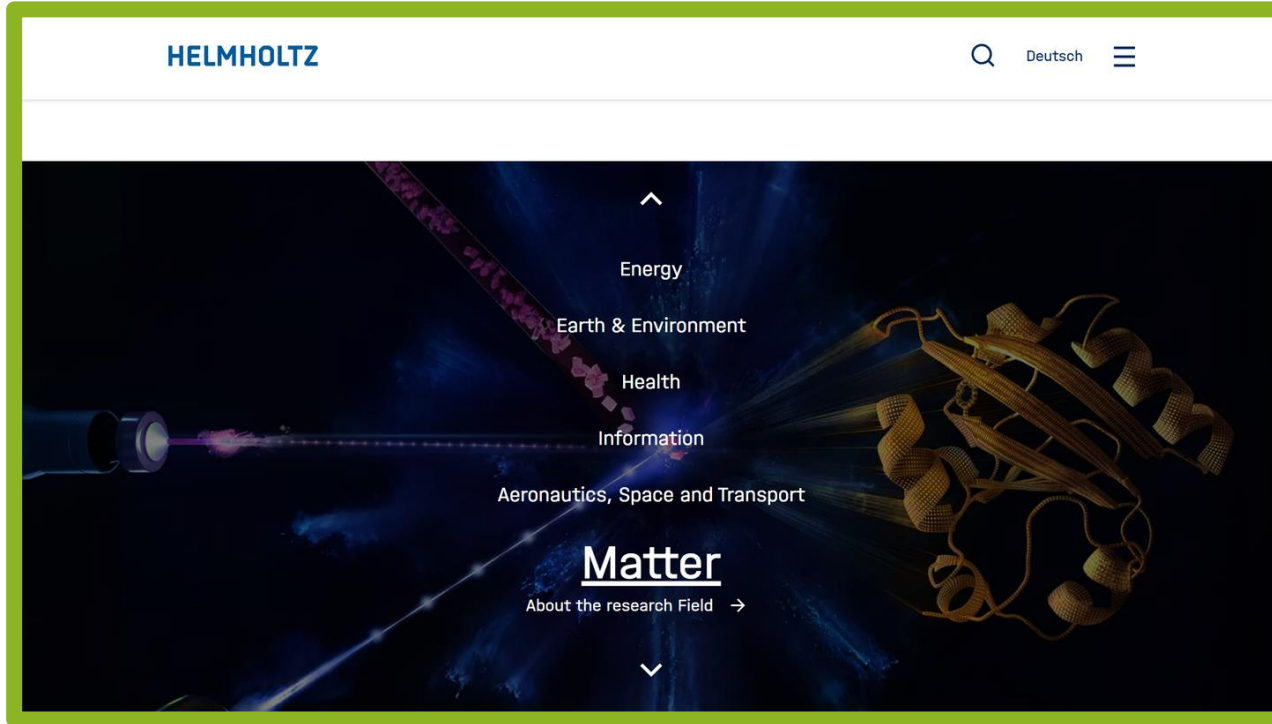 HELMHOLTZ
Deutsch
Energy
Earth & Environment
Health
Information
Aeronautics, Space and Transport
Matter
About the research Field →